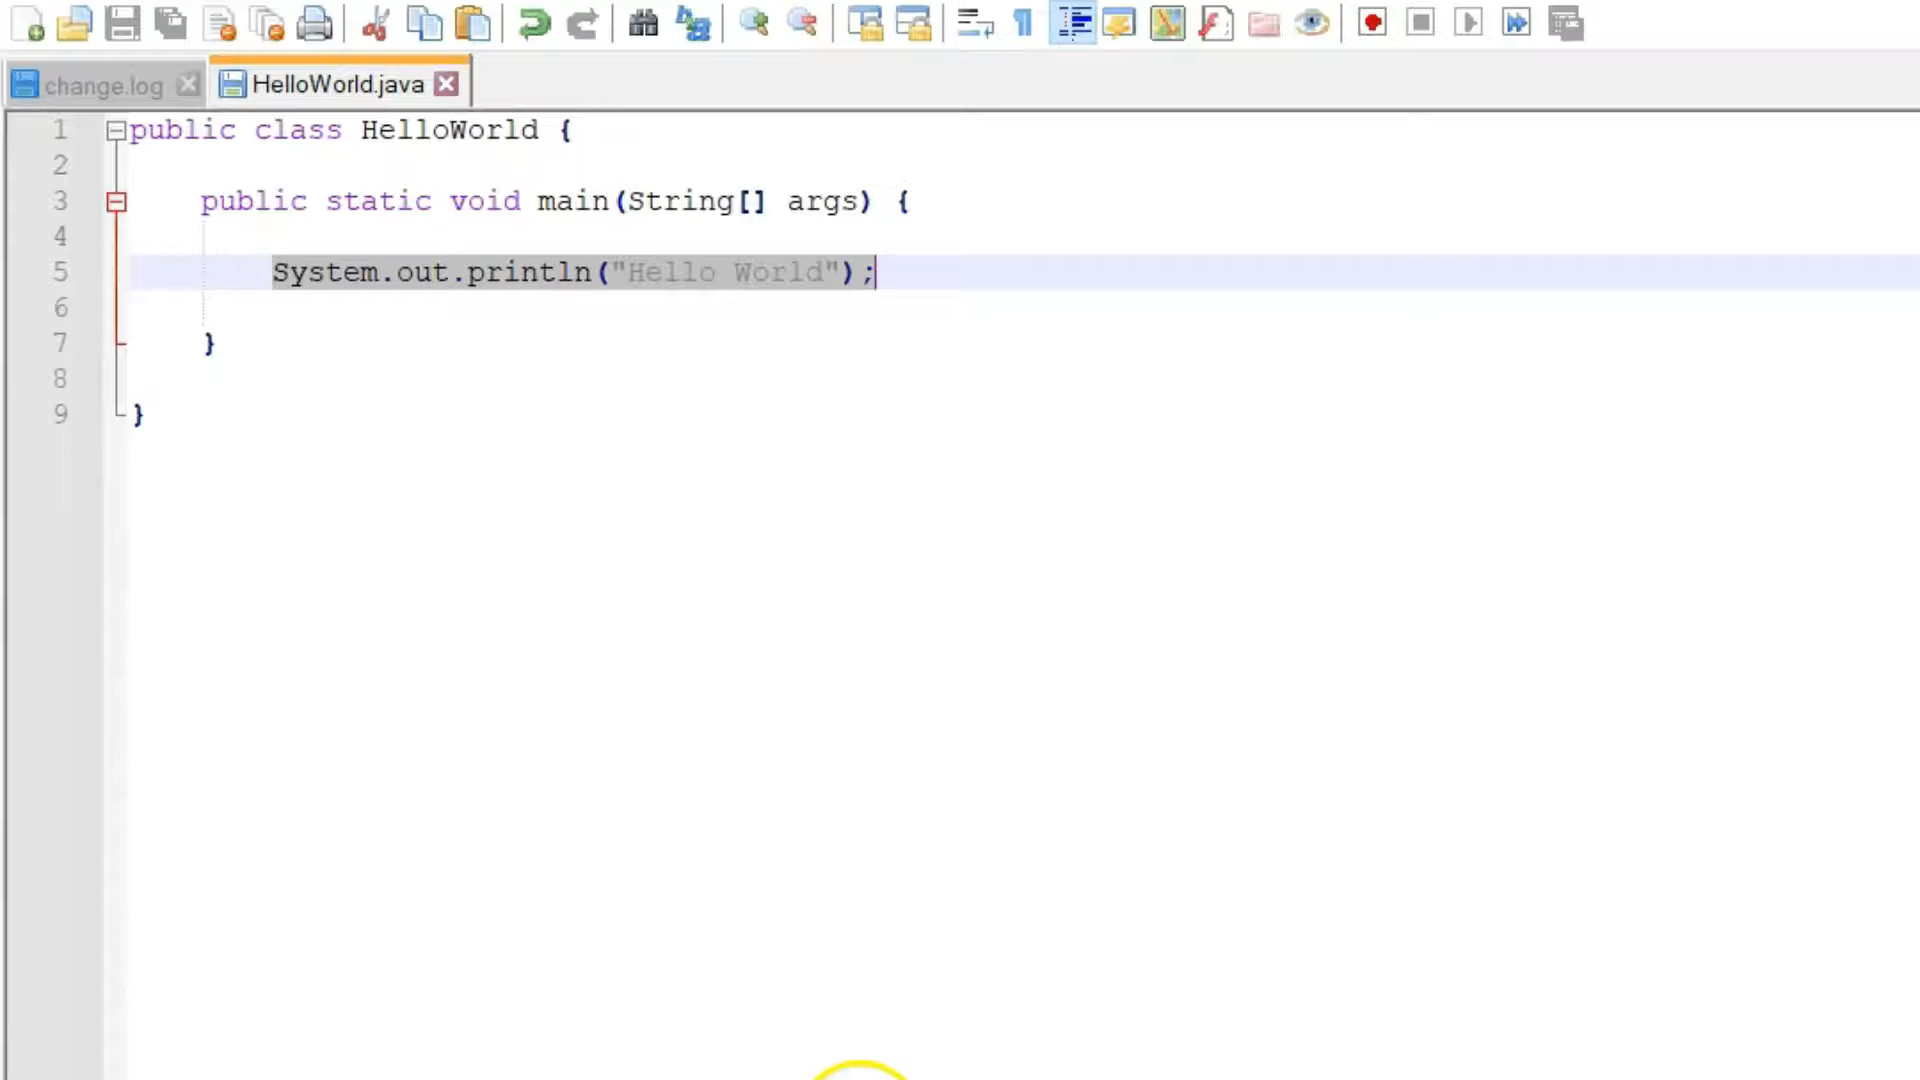 change.log HelloWorld.java
1 public class HelloWorld {
2
3 public static void main(String[] args) {
4
5 System.out.println("Hello World");
6
7 }
8
9 }